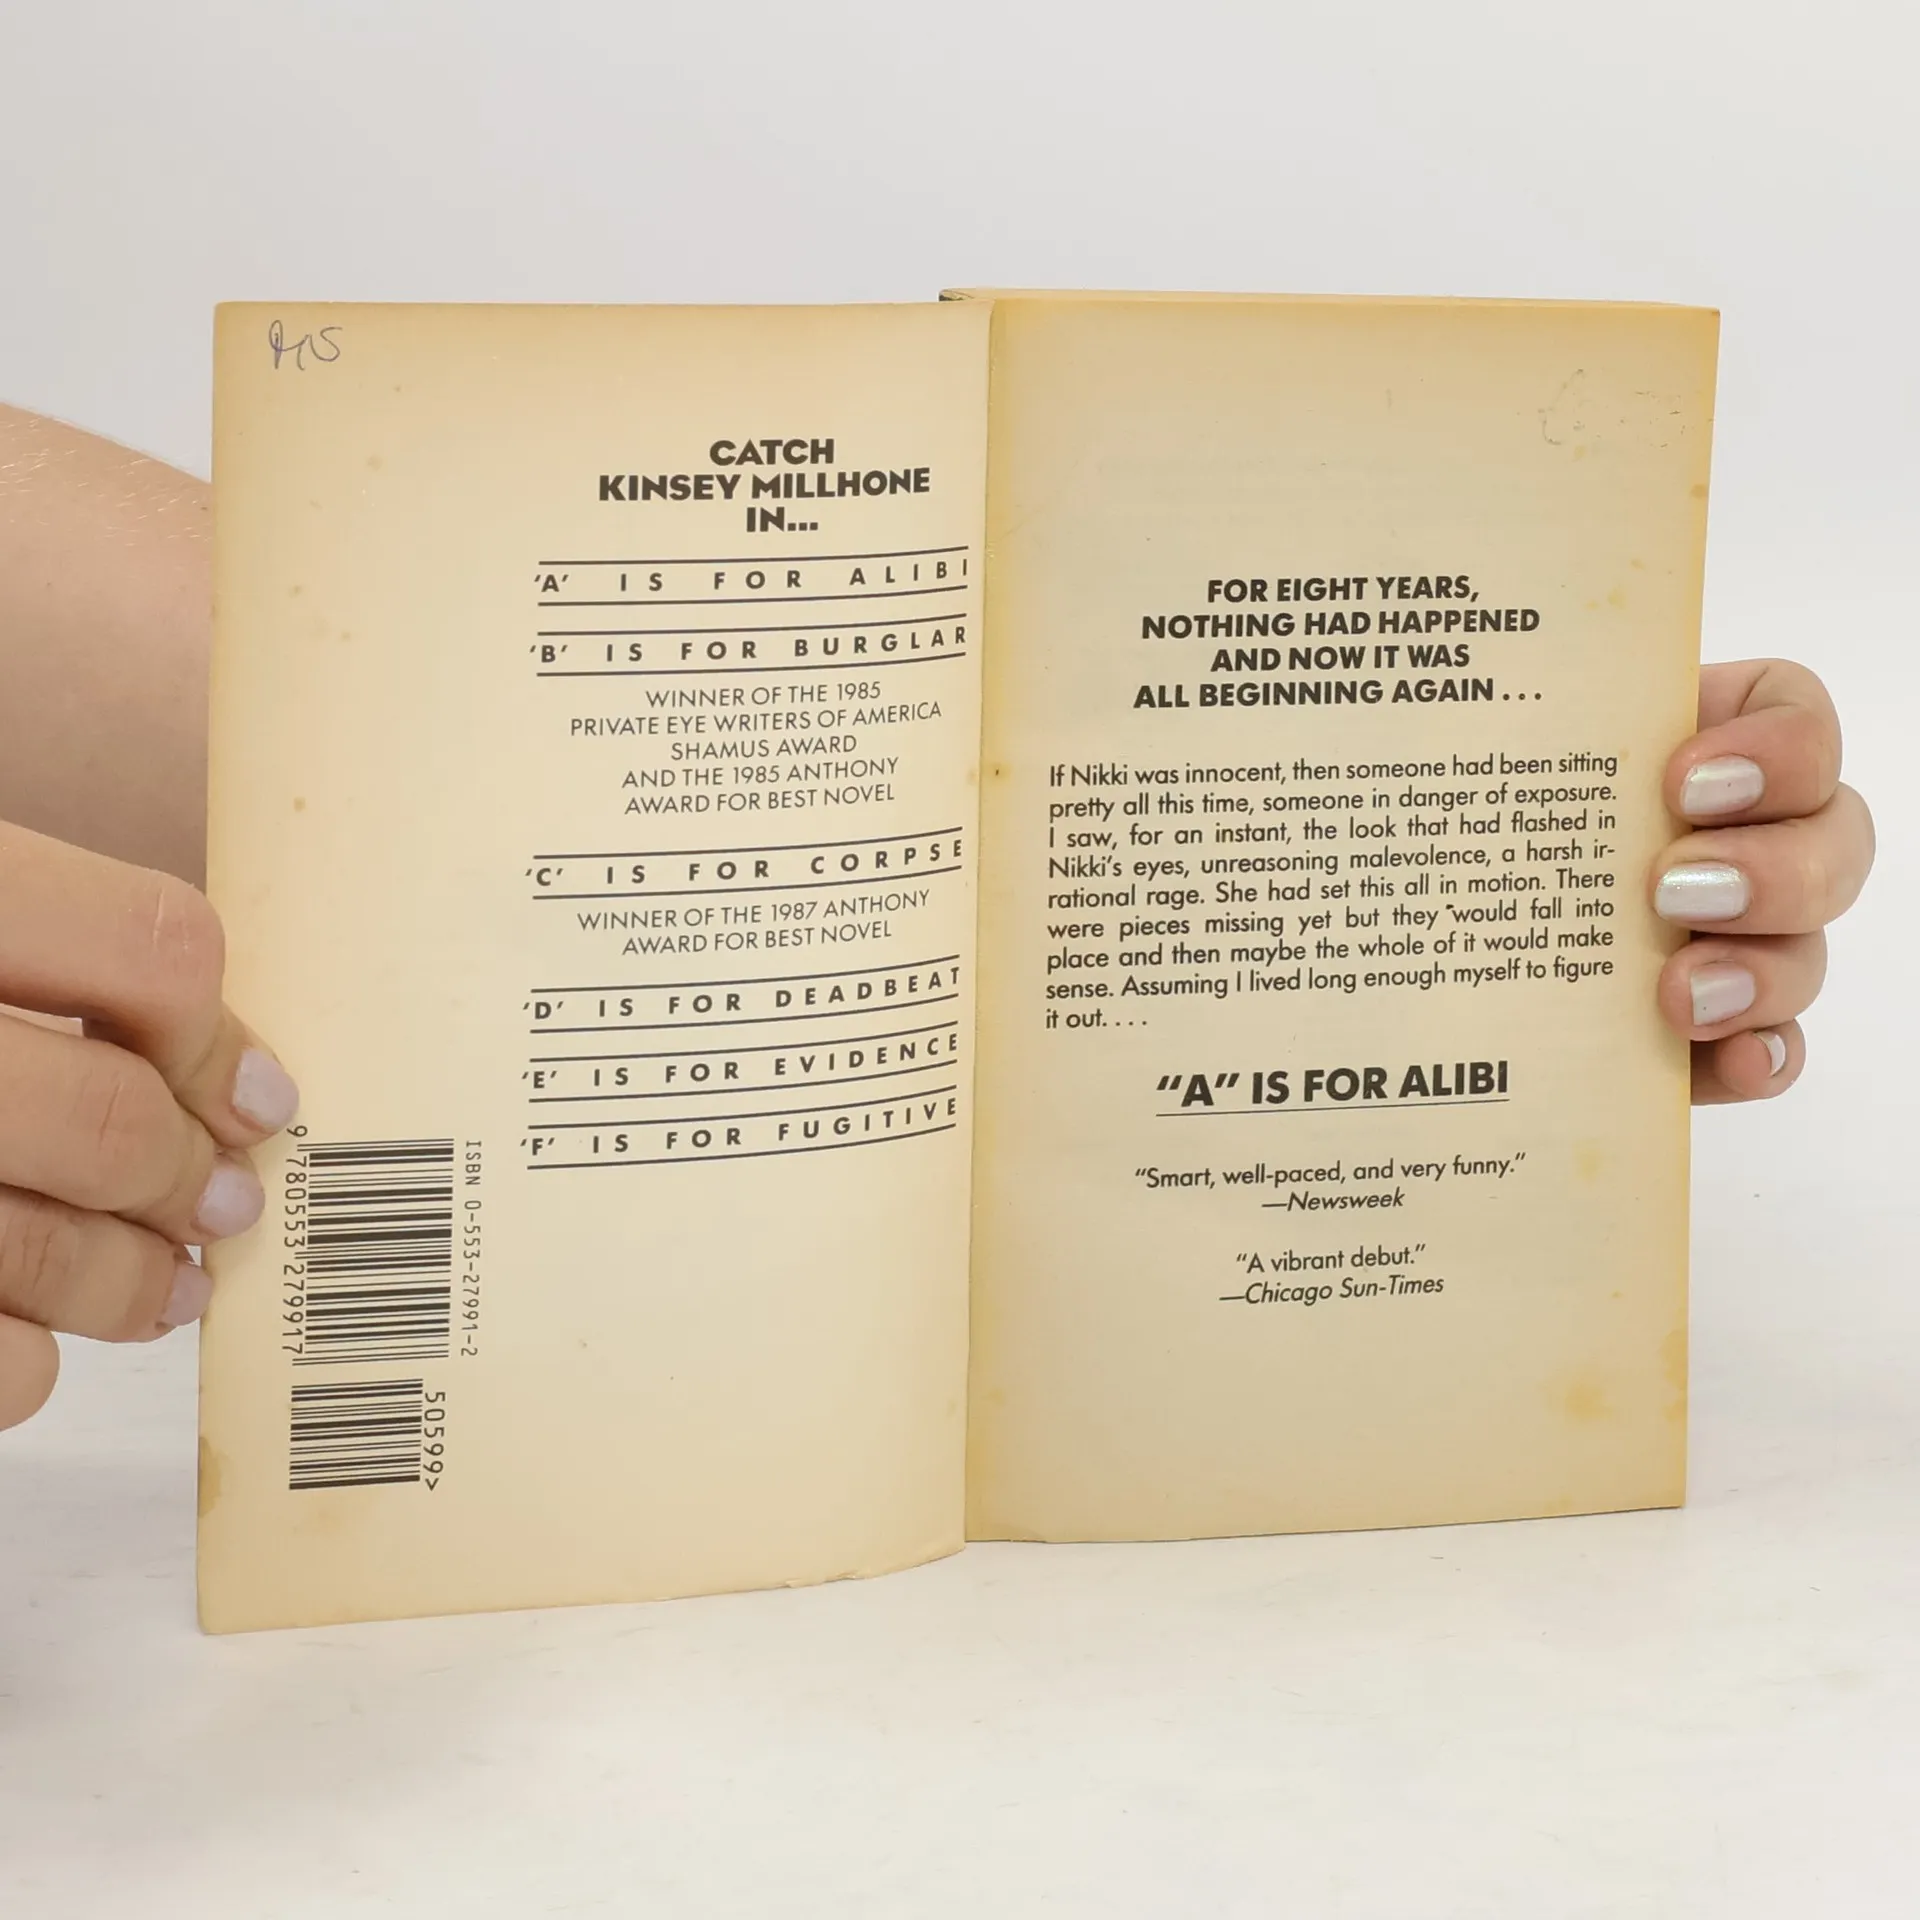 CATCH
KINSEY MILLHONE
IN...
'A' IS FOR ALIBI
'B' IS FOR BURGLAR
WINNER OF THE 1985
PRIVATE EYE WRITERS OF AMERICA
SHAMUS AWARD
AND THE 1985 ANTHONY
AWARD FOR BEST NOVEL
'C' IS FOR CORPSE
WINNER OF THE 1987 ANTHONY
AWARD FOR BEST NOVEL
'D' IS FOR DEADBEAT
'E' IS FOR EVIDENCE
'F' IS FOR FUGITIVE
ISBN 0-553-27991-2
9 780553 279917
50599>
FOR EIGHT YEARS,
NOTHING HAD HAPPENED
AND NOW IT WAS
ALL BEGINNING AGAIN . . .
If Nikki was innocent, then someone had been sitting
pretty all this time, someone in danger of exposure.
I saw, for an instant, the look that had flashed in
Nikki's eyes, unreasoning malevolence, a harsh ir-
rational rage. She had set this all in motion. There
were pieces missing yet but they would fall into
place and then maybe the whole of it would make
sense. Assuming I lived long enough myself to figure
it out. . . .
"A" IS FOR ALIBI
"Smart, well-paced, and very funny."
—Newsweek
"A vibrant debut."
—Chicago Sun-Times